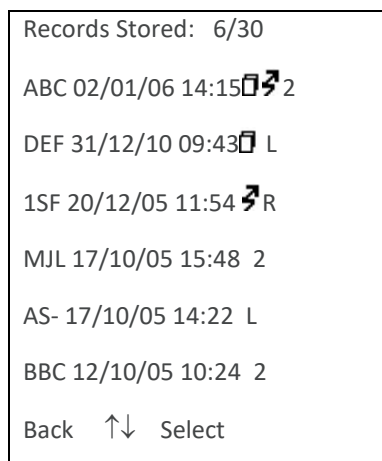 Records Stored: 6/30
ABC 02/01/06 14:15 2
DEF 31/12/10 09:43 L
1SF 20/12/05 11:54 R
MJL 17/10/05 15:48 2
AS- 17/10/05 14:22 L
BBC 12/10/05 10:24 2
Back ↑↓ Select